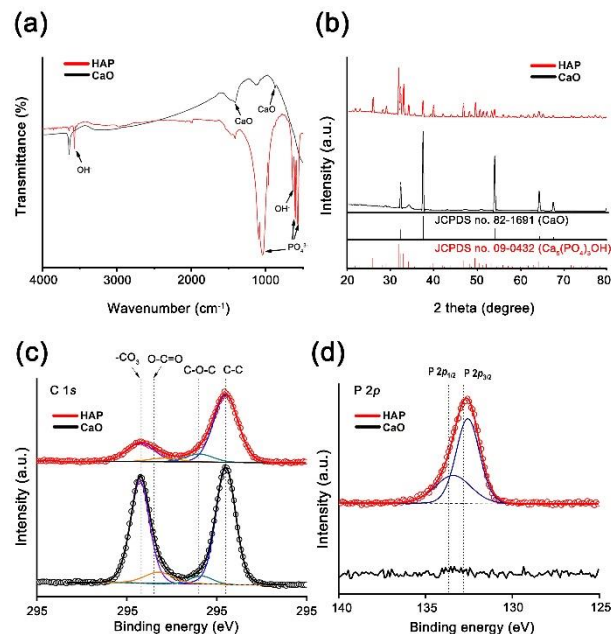 (a)
HAP
CaO
Transmittance (%)
CaO
CaO
OH-
OH-
PO₄³⁻
4000 3000 2000 1000 500
Wavenumber (cm⁻¹)
(b)
HAP
CaO
Intensity (a.u.)
JCPDS no. 82-1691 (CaO)
JCPDS no. 09-0432 (Ca₅(PO₄)₃OH)
20 30 40 50 60 70 80
2 theta (degree)
(c)
-CO₃ O-C=O C-O-C C-C
C 1s
HAP
CaO
Intensity (a.u.)
295 295 295 295
Binding energy (eV)
(d)
P 2p₁/₂ P 2p₃/₂
P 2p
HAP
CaO
Intensity (a.u.)
140 135 130 125
Binding energy (eV)